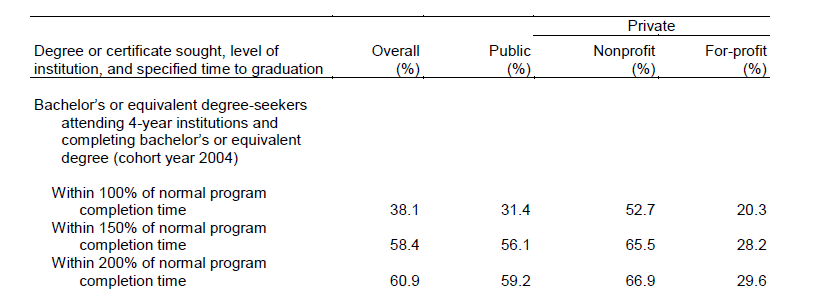 Private
Degree or certificate sought, level of Overall Public Nonprofit For-profit
institution, and specified time to graduation (%) (%) (%) (%)
Bachelor's or equivalent degree-seekers
attending 4-year institutions and
completing bachelor's or equivalent
degree (cohort year 2004)
Within 100% of normal program
completion time 38.1 31.4 52.7 20.3
Within 150% of normal program
completion time 58.4 56.1 65.5 28.2
Within 200% of normal program
completion time 60.9 59.2 66.9 29.6